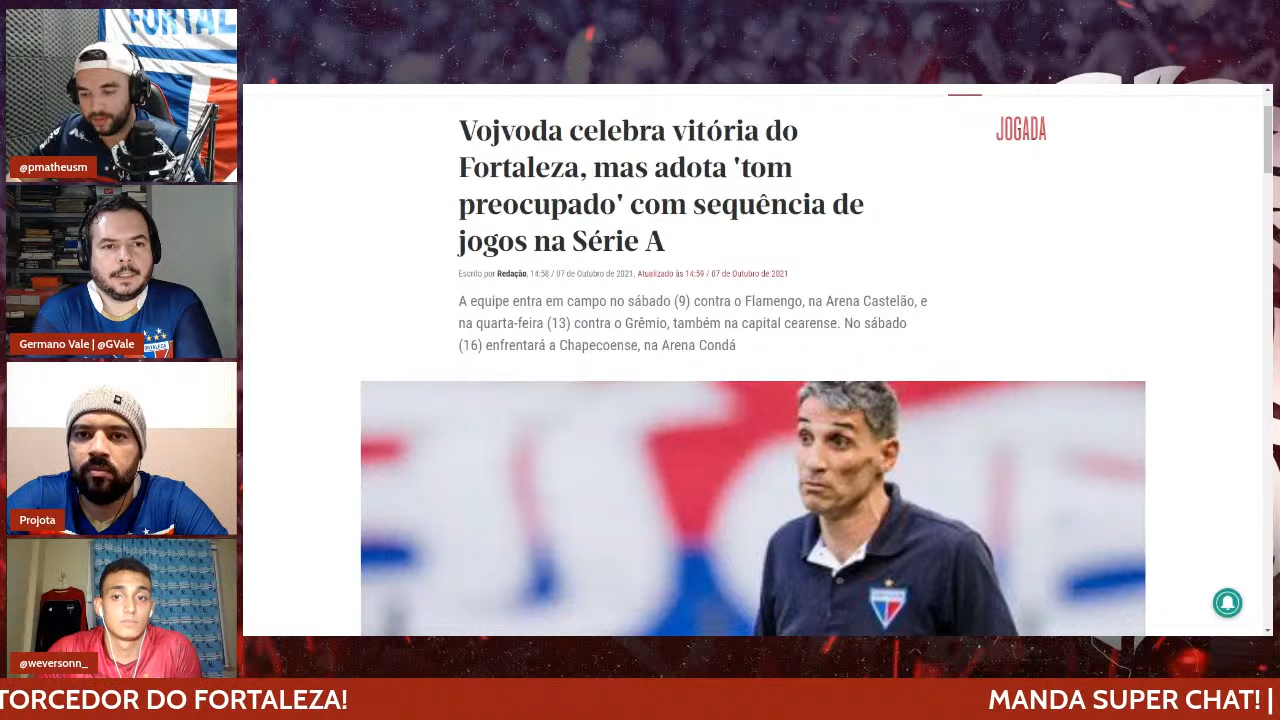 FORTAL
@pmatheusm
FORTALEZA
Germano Vale | @GVale
Projota
@weversonn_
JOGADA
Vojvoda celebra vitória do
Fortaleza, mas adota 'tom
preocupado' com sequência de
jogos na Série A
Escrito por Redação, 14:58 / 07 de Outubro de 2021. Atualizado às 14:59 / 07 de Outubro de 2021
A equipe entra em campo no sábado (9) contra o Flamengo, na Arena Castelão, e
na quarta-feira (13) contra o Grêmio, também na capital cearense. No sábado
(16) enfrentará a Chapecoense, na Arena Condá
TORCEDOR DO FORTALEZA!
MANDA SUPER CHAT! |